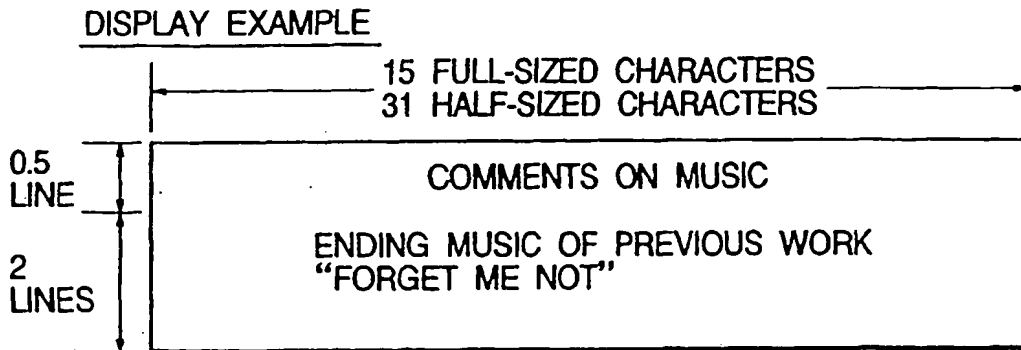 DISPLAY EXAMPLE
15 FULL-SIZED CHARACTERS
31 HALF-SIZED CHARACTERS
0.5
LINE
COMMENTS ON MUSIC
2
LINES
ENDING MUSIC OF PREVIOUS WORK
“FORGET ME NOT”